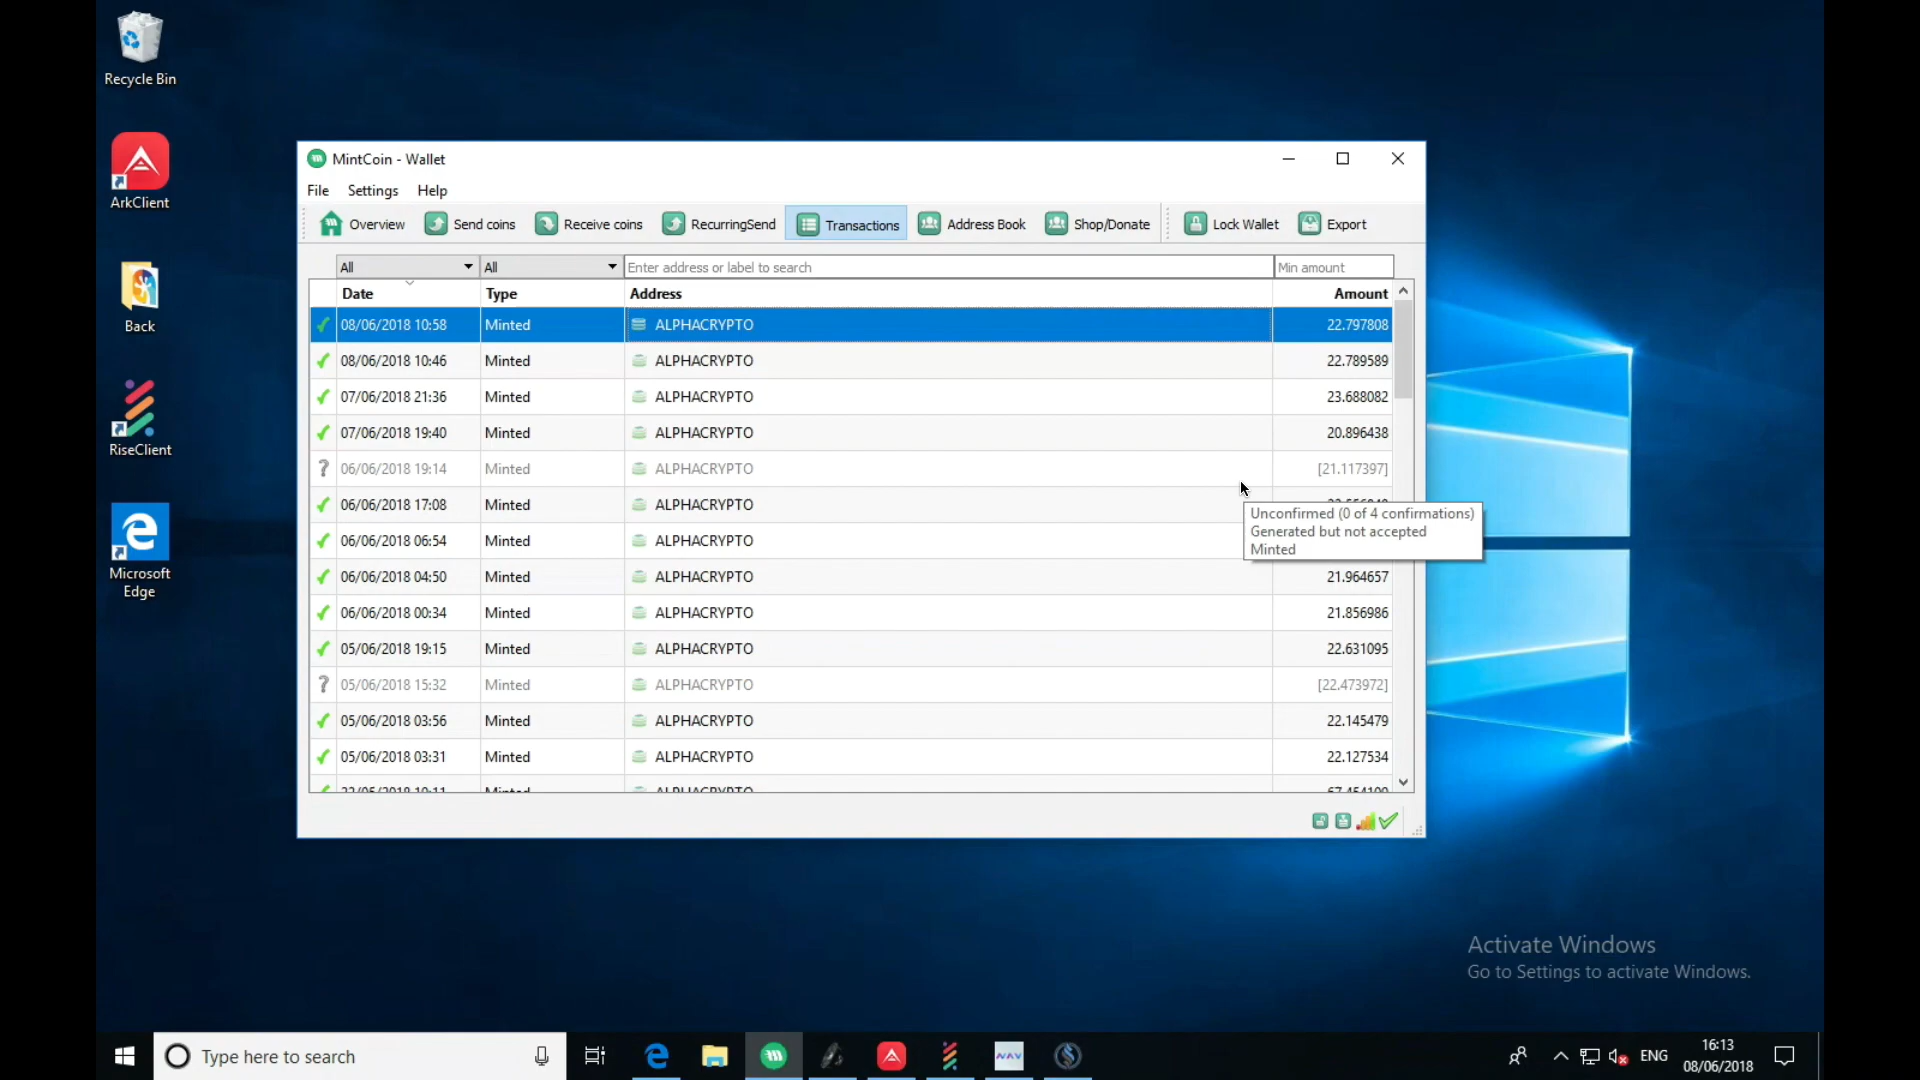 Recycle Bin
ArkClient
Back
RiseClient
Microsoft
Edge
MintCoin - Wallet
File Settings Help
Overview Send coins Receive coins RecurringSend Transactions Address Book Shop/Donate Lock Wallet Export
All All Enter address or label to search Min amount
Date Type Address Amount
08/06/2018 10:58 Minted ALPHACRYPTO 22.797808
08/06/2018 10:46 Minted ALPHACRYPTO 22.789589
07/06/2018 21:36 Minted ALPHACRYPTO 23.688082
07/06/2018 19:40 Minted ALPHACRYPTO 20.896438
? 06/06/2018 19:14 Minted ALPHACRYPTO [21.117397]
06/06/2018 17:08 Minted ALPHACRYPTO
06/06/2018 06:54 Minted ALPHACRYPTO
Unconfirmed (0 of 4 confirmations)
Generated but not accepted
Minted
06/06/2018 04:50 Minted ALPHACRYPTO 21.964657
06/06/2018 00:34 Minted ALPHACRYPTO 21.856986
05/06/2018 19:15 Minted ALPHACRYPTO 22.631095
? 05/06/2018 15:32 Minted ALPHACRYPTO [22.473972]
05/06/2018 03:56 Minted ALPHACRYPTO 22.145479
05/06/2018 03:31 Minted ALPHACRYPTO 22.127534
Minted ALPHACRYPTO
Activate Windows
Go to Settings to activate Windows.
Type here to search
NAV
ENG
16:13
08/06/2018